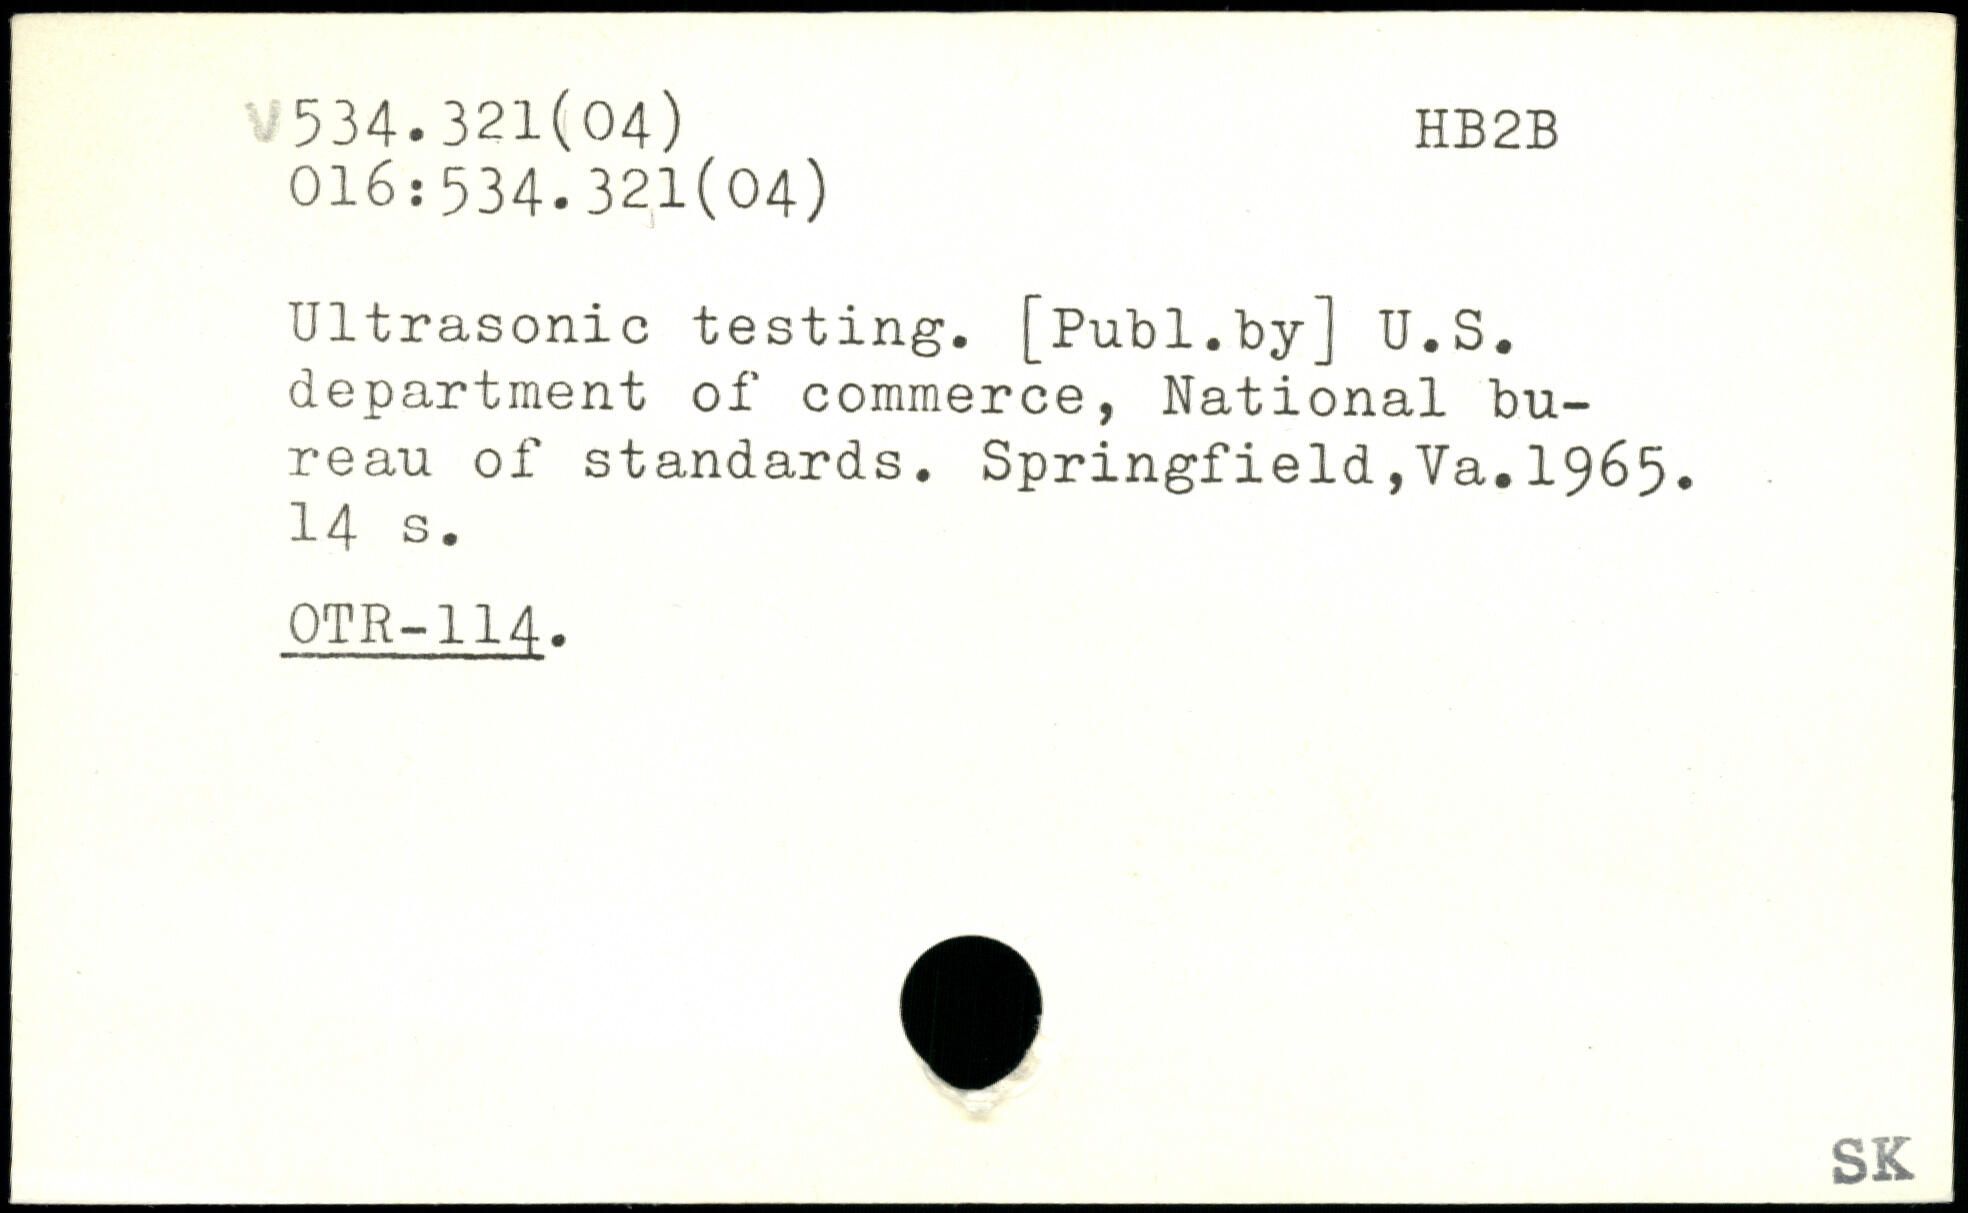 V 534.321(04) HB2B
016:534.321(04)
Ultrasonic testing. [Publ.by] U.S.
department of commerce, National bu-
reau of standards. Springfield,Va.1965.
14 s.
OTR-114.
SK